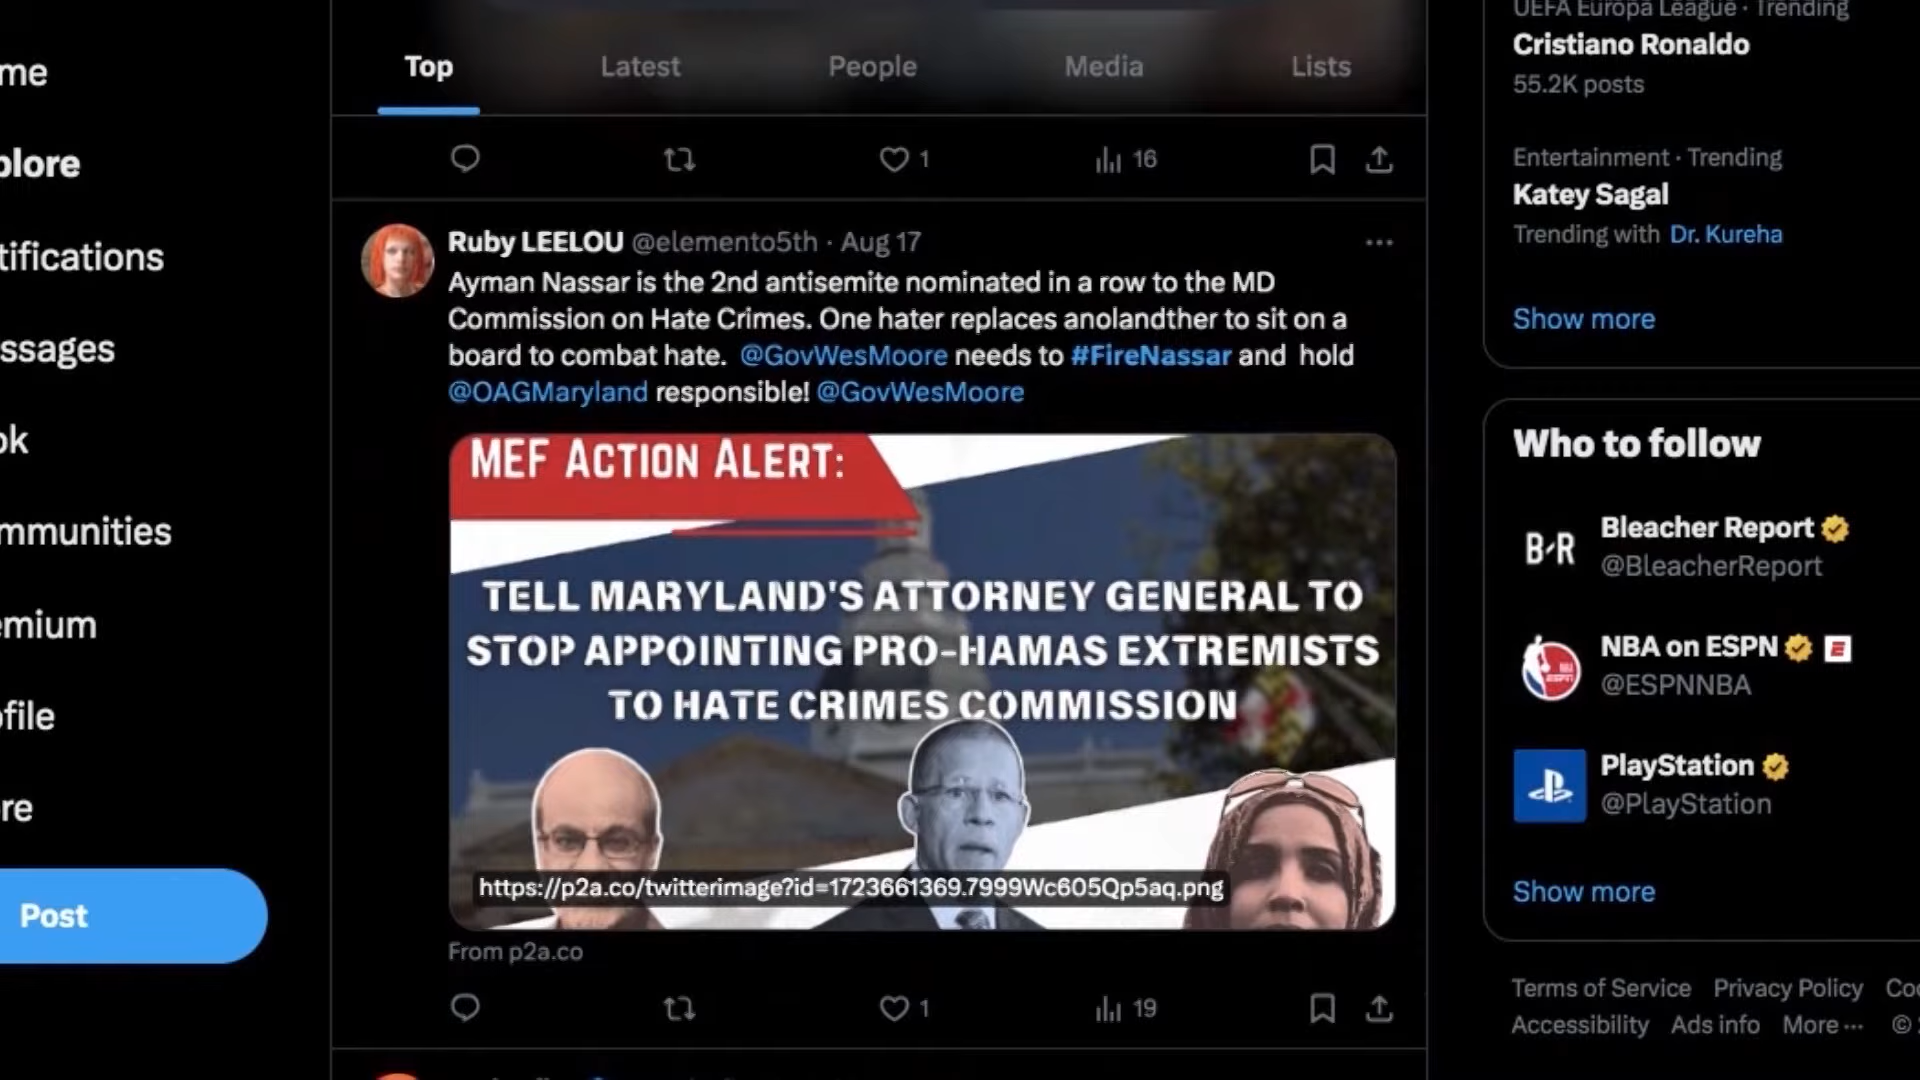 me
plore
tifications
ssages
ok
mmunities
emium
ofile
re
Post
Top
Latest
People
Media
Lists
1
16
Ruby LEELOU @elemento5th · Aug 17
Ayman Nassar is the 2nd antisemite nominated in a row to the MD
Commission on Hate Crimes. One hater replaces anolandther to sit on a
board to combat hate. @GovWesMoore needs to #FireNassar and hold
@OAGMaryland responsible! @GovWesMoore
MEF ACTION ALERT:
TELL MARYLAND'S ATTORNEY GENERAL TO
STOP APPOINTING PRO-HAMAS EXTREMISTS
TO HATE CRIMES COMMISSION
https://p2a.co/twitterimage?id=1723661369.7999Wc605Qp5aq.png
From p2a.co
1
19
UEFA Europa League · Trending
Cristiano Ronaldo
55.2K posts
Entertainment · Trending
Katey Sagal
Trending with Dr. Kureha
Show more
Who to follow
B/R
Bleacher Report
@BleacherReport
NBA on ESPN
@ESPNNBA
PlayStation
@PlayStation
Show more
Terms of Service Privacy Policy Coo
Accessibility Ads info More ··· ©